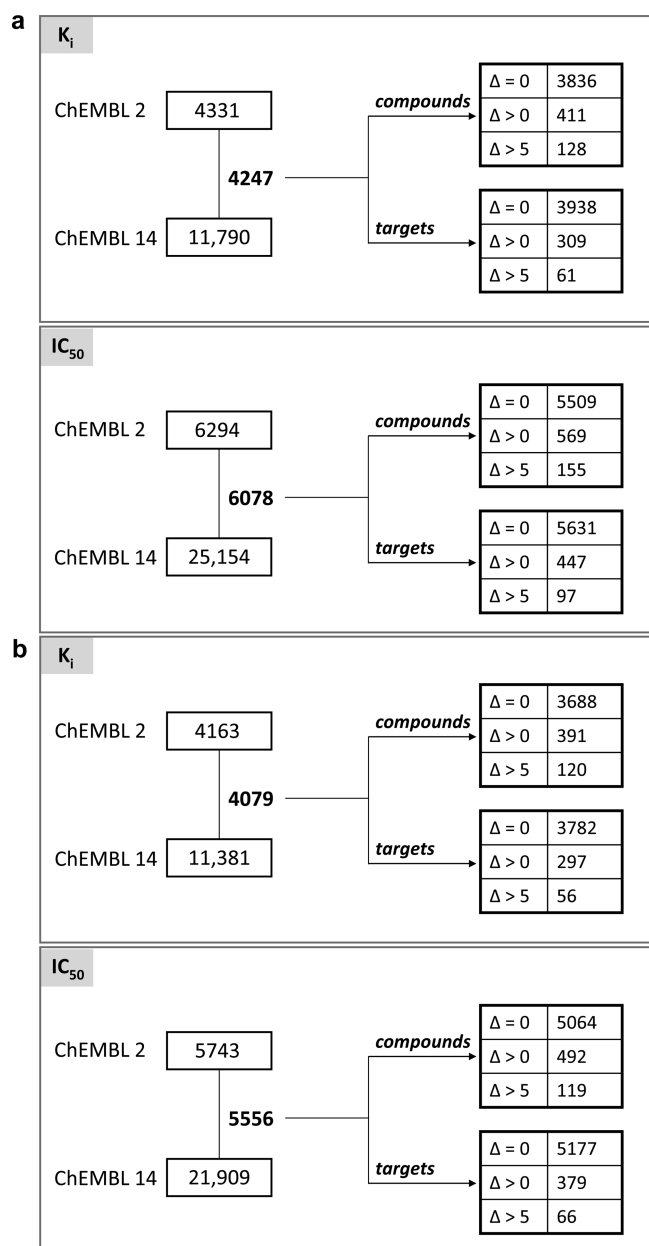 a
Ki
ChEMBL 2
4331
4247
ChEMBL 14
11,790
compounds
Δ = 0 3836
Δ > 0 411
Δ > 5 128
targets
Δ = 0 3938
Δ > 0 309
Δ > 5 61
IC50
ChEMBL 2
6294
6078
ChEMBL 14
25,154
compounds
Δ = 0 5509
Δ > 0 569
Δ > 5 155
targets
Δ = 0 5631
Δ > 0 447
Δ > 5 97
b
Ki
ChEMBL 2
4163
4079
ChEMBL 14
11,381
compounds
Δ = 0 3688
Δ > 0 391
Δ > 5 120
targets
Δ = 0 3782
Δ > 0 297
Δ > 5 56
IC50
ChEMBL 2
5743
5556
ChEMBL 14
21,909
compounds
Δ = 0 5064
Δ > 0 492
Δ > 5 119
targets
Δ = 0 5177
Δ > 0 379
Δ > 5 66